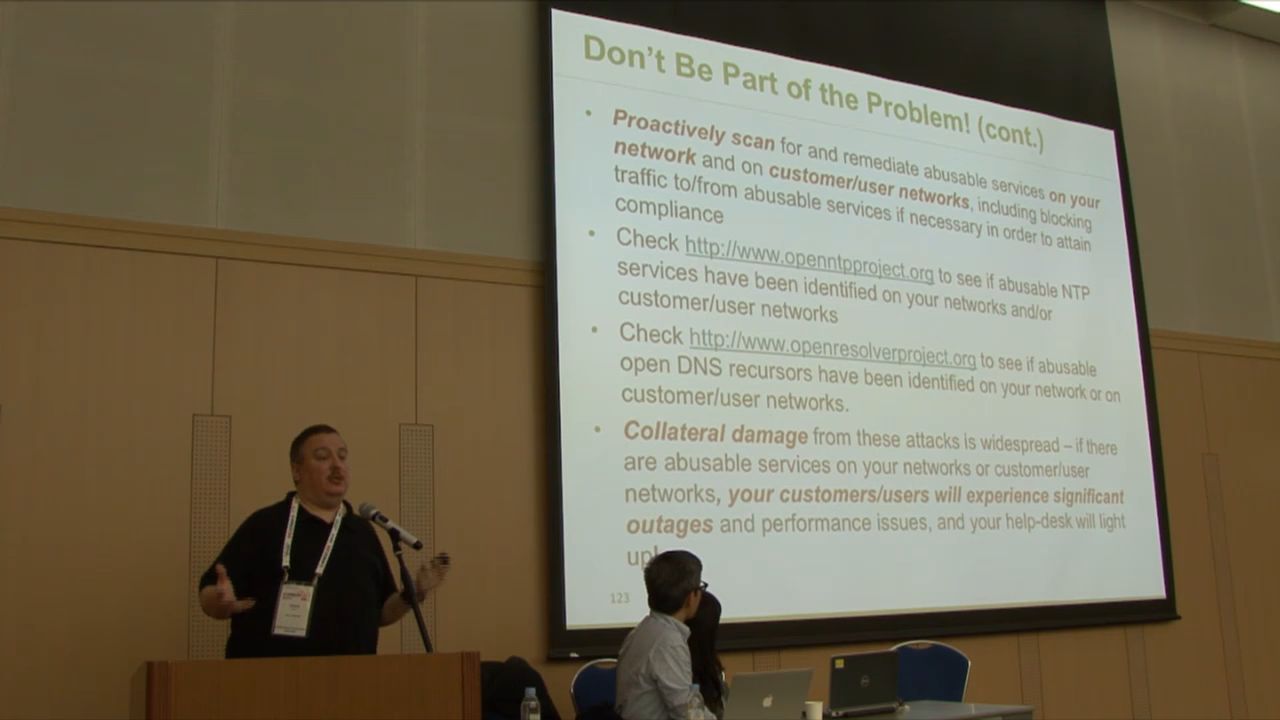 Don't Be Part of the Problem! (cont.)
• Proactively scan for and remediate abusable services on your
network and on customer/user networks, including blocking
traffic to/from abusable services if necessary in order to attain
compliance
• Check http://www.openntpproject.org to see if abusable NTP
services have been identified on your networks and/or
customer/user networks
• Check http://www.openresolverproject.org to see if abusable
open DNS recursors have been identified on your network or on
customer/user networks.
• Collateral damage from these attacks is widespread – if there
are abusable services on your networks or customer/user
networks, your customers/users will experience significant
outages and performance issues, and your help-desk will light
up!
123